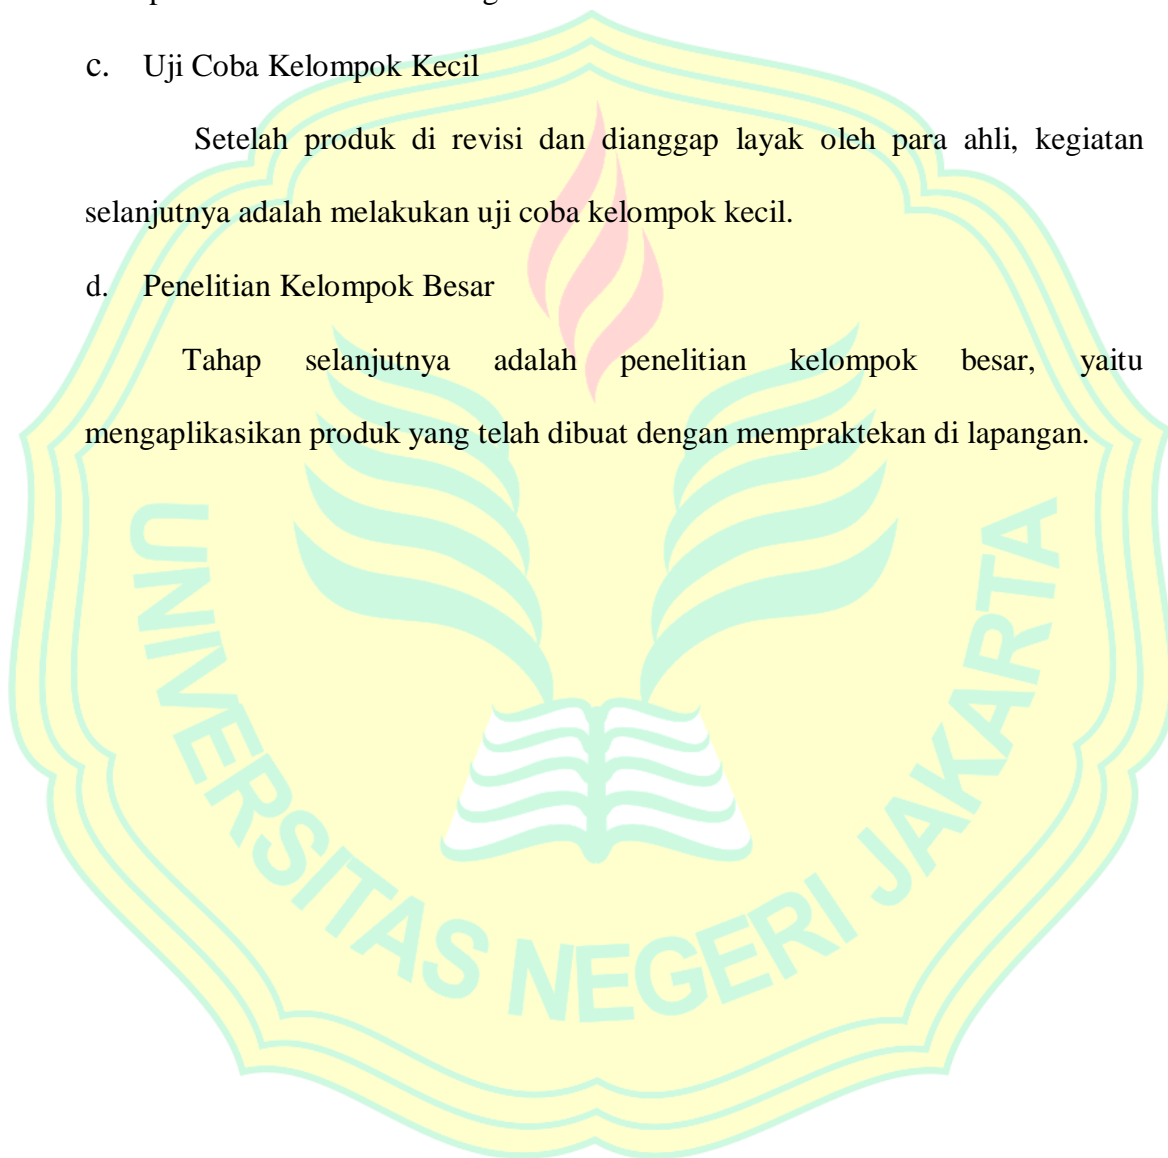 c. Uji Coba Kelompok Kecil
Setelah produk di revisi dan dianggap layak oleh para ahli, kegiatan
selanjutnya adalah melakukan uji coba kelompok kecil.
d. Penelitian Kelompok Besar
Tahap selanjutnya adalah penelitian kelompok besar, yaitu
mengaplikasikan produk yang telah dibuat dengan mempraktekan di lapangan.
UNIVERSITAS NEGERI JAKARTA